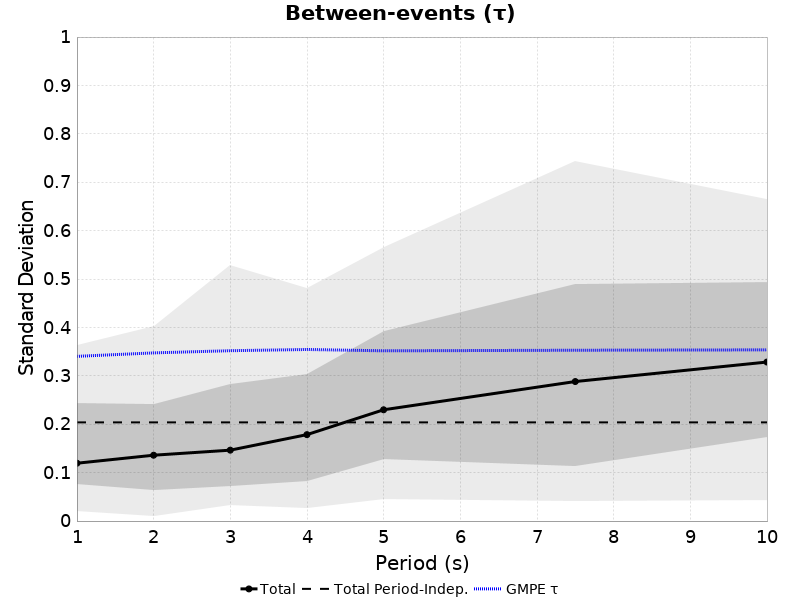 Between-events (τ)
1
0.9
0.8
0.7
0.6
0.5
0.4
0.3
0.2
0.1
0
Standard Deviation
1 2 3 4 5 6 7 8 9 10
Period (s)
Total Total Period-Indep. GMPE τ